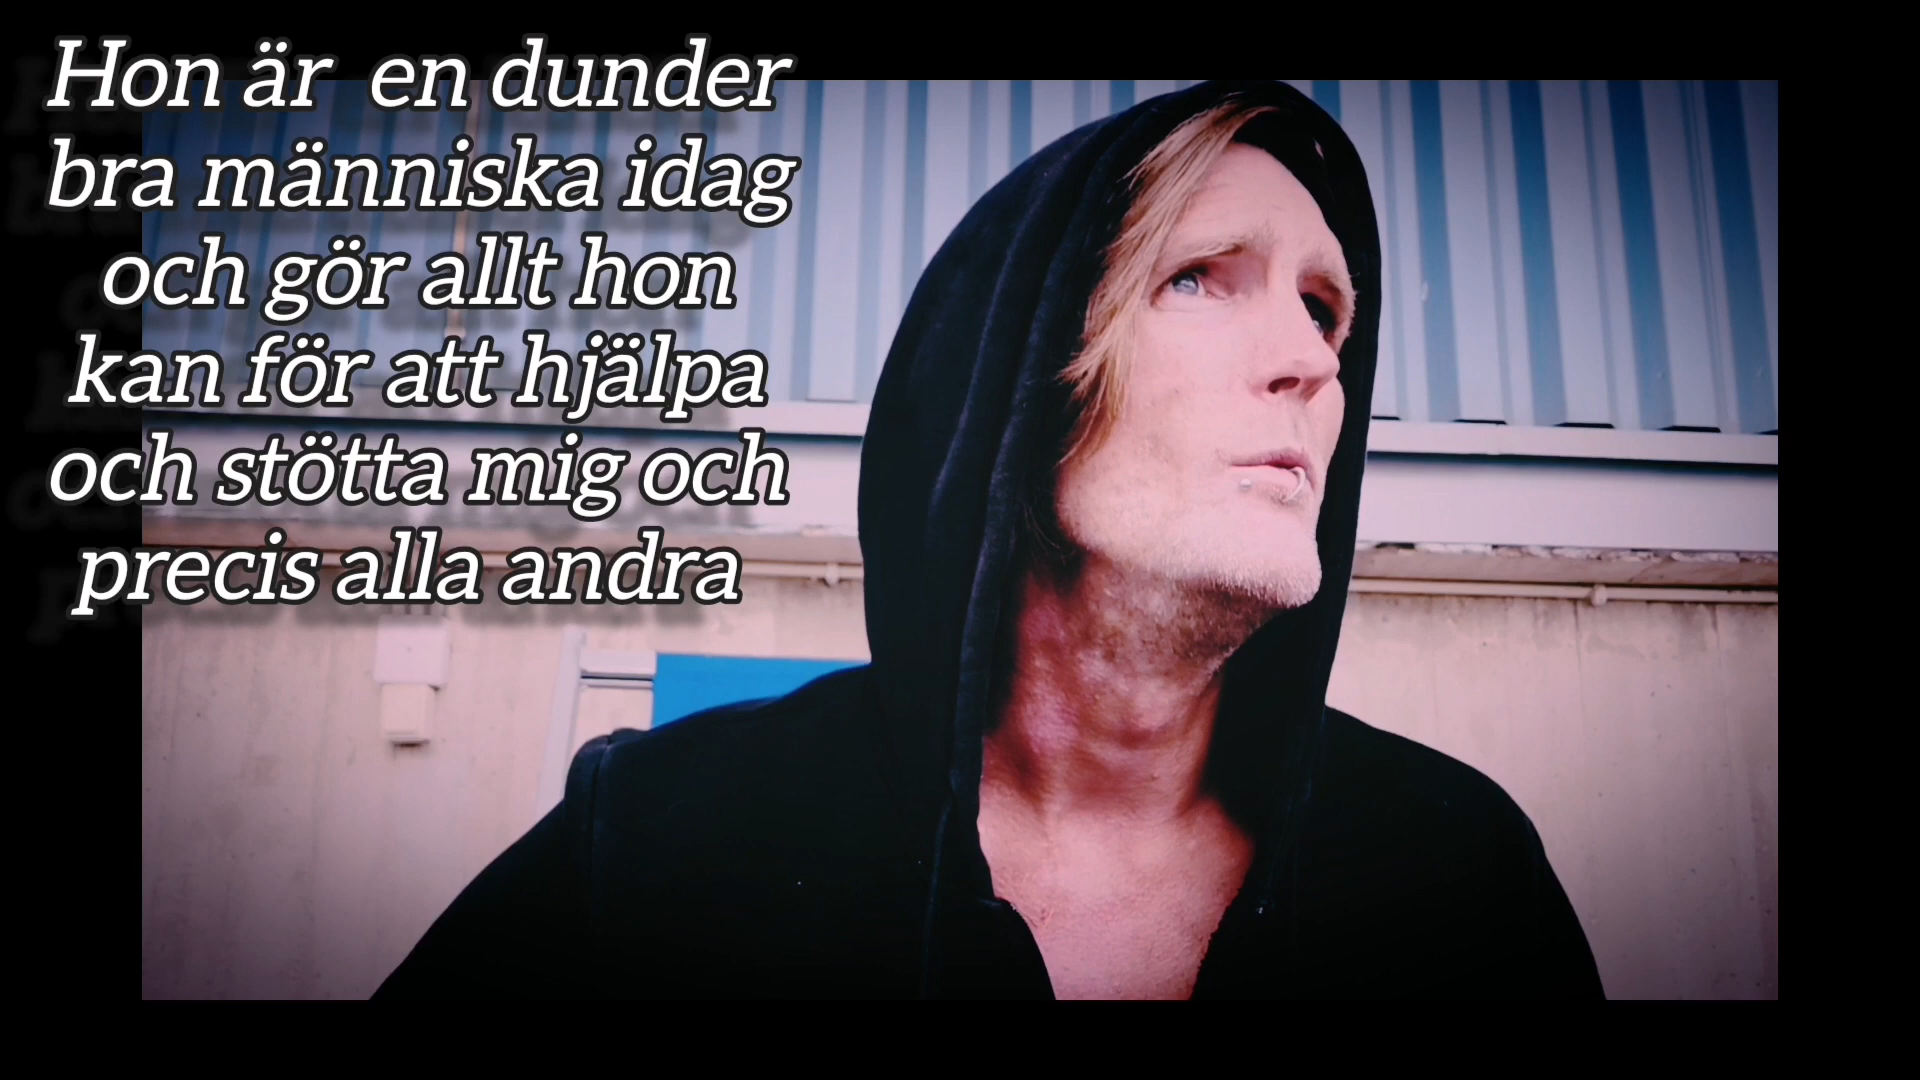 Hon är en dunder
bra människa idag
och gör allt hon
kan för att hjälpa
och stötta mig och
precis alla andra